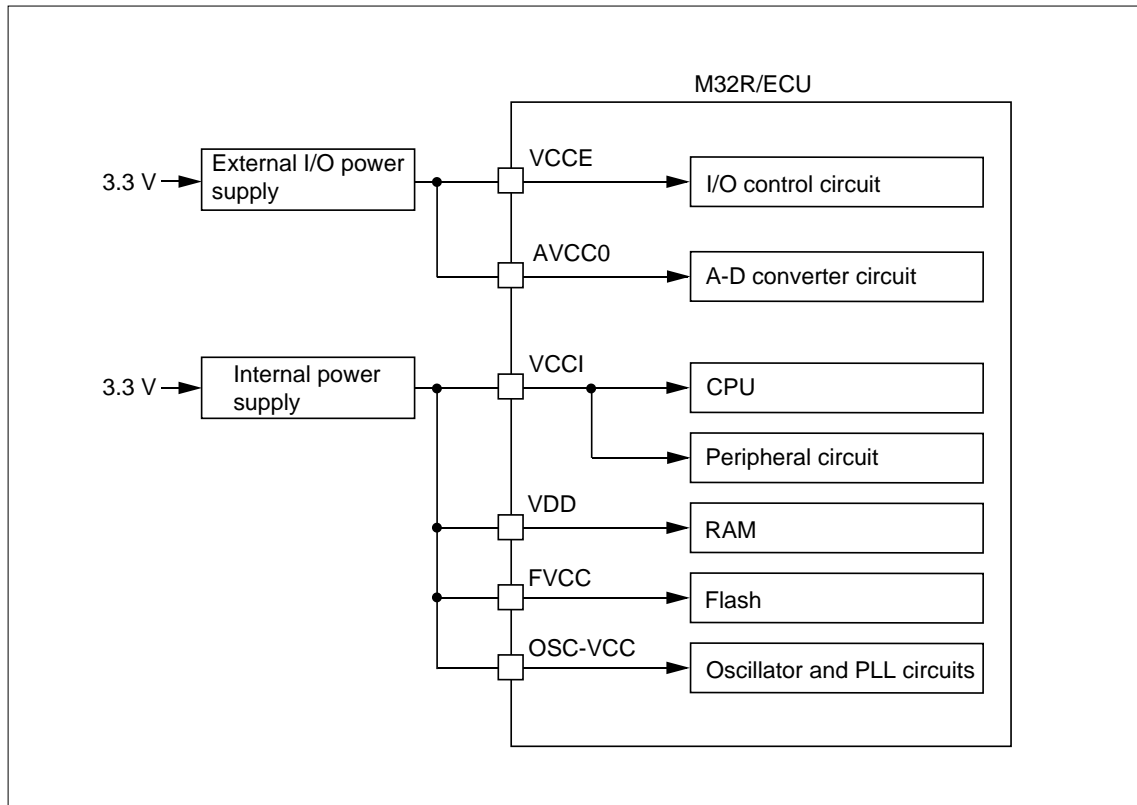 M32R/ECU
3.3 V
External I/O power
supply
VCCE
I/O control circuit
AVCC0
A-D converter circuit
3.3 V
Internal power
supply
VCCI
CPU
Peripheral circuit
VDD
RAM
FVCC
Flash
OSC-VCC
Oscillator and PLL circuits